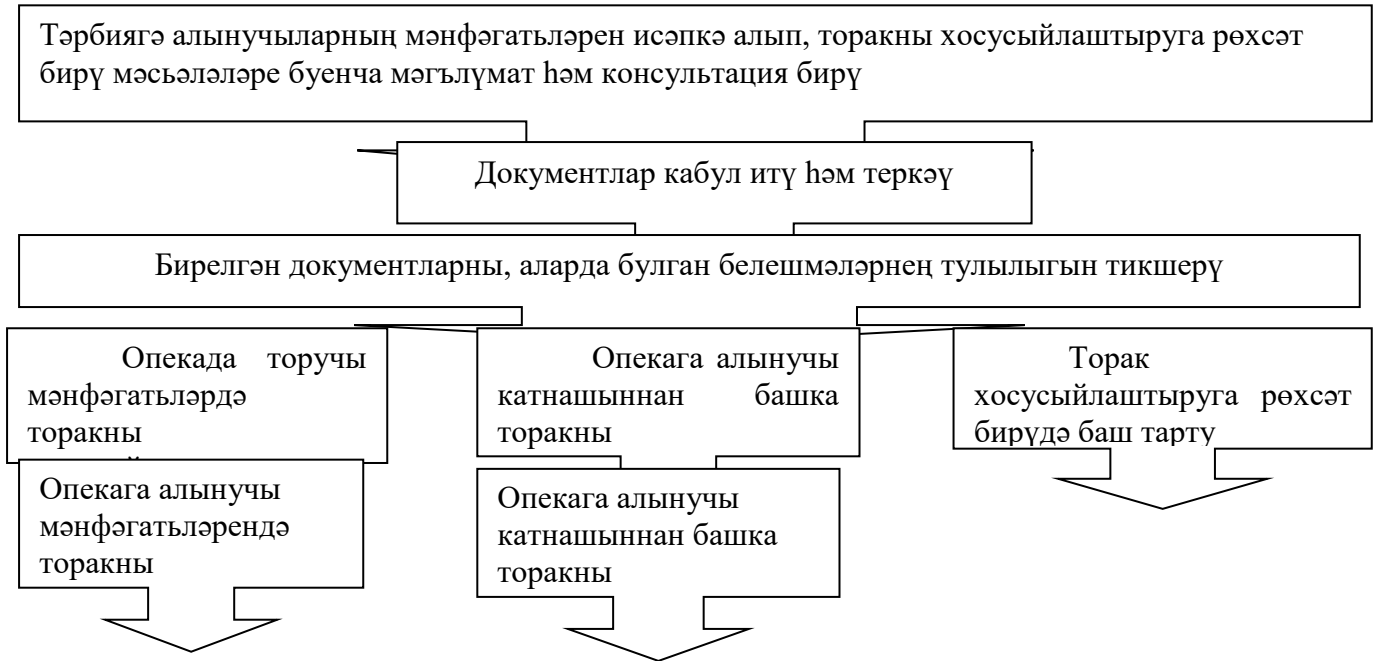 Тәрбиягә алынучыларның мәнфәгатьләрен исәпкә алып, торакны хосусыйлаштыруга рөхсәт
бирү мәсьәләләре буенча мәгълүмат һәм консультация бирү
Документлар кабул итү һәм теркәү
Бирелгән документларны, аларда булган белешмәләрнең тулылыгын тикшерү
Опекада торучы
мәнфәгатьләрдә
торакны
Опекага алынучы
катнашыннан башка
торакны
Торак
хосусыйлаштыруга рөхсәт
бирүдә баш тарту
Опекага алынучы
мәнфәгатьләрендә
торакны
Опекага алынучы
катнашыннан башка
торакны